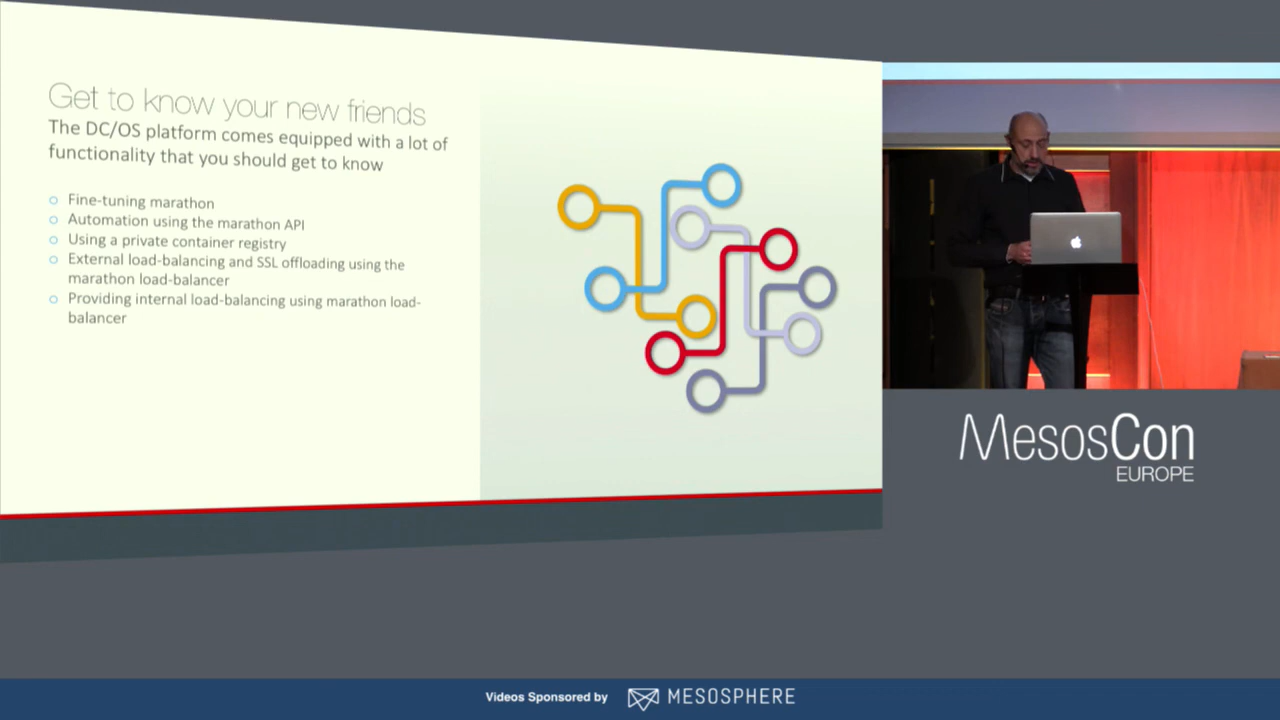 Get to know your new friends
The DC/OS platform comes equipped with a lot of
functionality that you should get to know
Fine-tuning marathon
Automation using the marathon API
Using a private container registry
External load-balancing and SSL offloading using the
marathon load-balancer
Providing internal load-balancing using marathon load-
balancer
MesosCon
EUROPE
Videos Sponsored by
MESOSPHERE